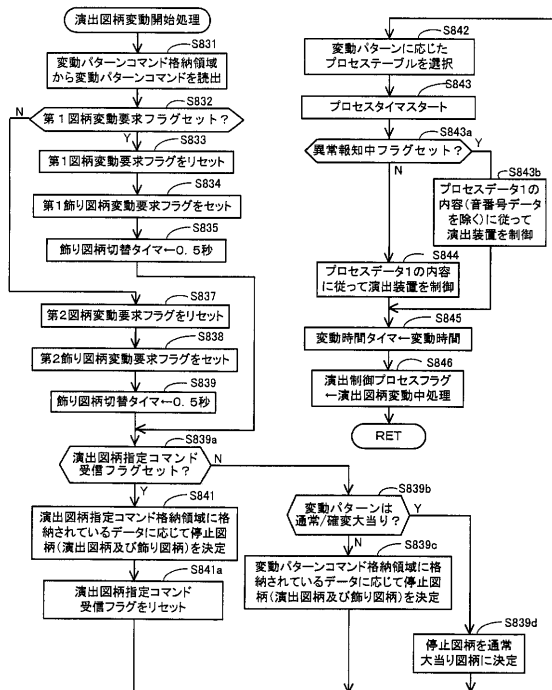 演出図柄変動開始処理
S831
変動パターンコマンド格納領域
から変動パターンコマンドを読出
S832
第1図柄変動要求フラグセット?
N
Y
S833
第1図柄変動要求フラグをリセット
S834
第1飾り図柄変動要求フラグをセット
S835
飾り図柄切替タイマ←0.5秒
S837
第2図柄変動要求フラグをリセット
S838
第2飾り図柄変動要求フラグをセット
S839
飾り図柄切替タイマ←0.5秒
S839a
演出図柄指定コマンド
受信フラグセット?
N
Y
S841
演出図柄指定コマンド格納領域に格
納されているデータに応じて停止図
柄(演出図柄及び飾り図柄)を決定
S841a
演出図柄指定コマンド
受信フラグをリセット
S839b
変動パターンは
通常/確変大当り?
Y
N
S839c
変動パターンコマンド格納領域に格
納されているデータに応じて停止図
柄(演出図柄及び飾り図柄)を決定
S839d
停止図柄を通常
大当り図柄に決定
S842
変動パターンに応じた
プロセステーブルを選択
S843
プロセスタイマスタート
S843a
異常報知中フラグセット?
Y
N
S843b
プロセスデータ1の
内容(音番号データ
を除く)に従って
演出装置を制御
S844
プロセスデータ1の内容
に従って演出装置を制御
S845
変動時間タイマ←変動時間
S846
演出制御プロセスフラグ
←演出図柄変動中処理
RET